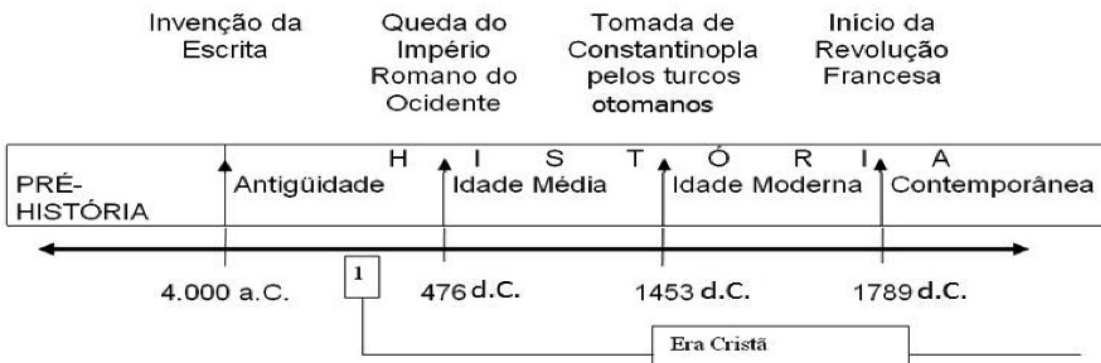 Invenção da
Escrita
Queda do
Império
Romano do
Ocidente
Tomada de
Constantinopla
pelos turcos
otomanos
Início da
Revolução
Francesa
H I S T Ó R I A
PRÉ-
HISTÓRIA
Antigüidade
Idade Média
Idade Moderna
Contemporânea
4.000 a.C.
1
476 d.C.
1453 d.C.
1789 d.C.
Era Cristã